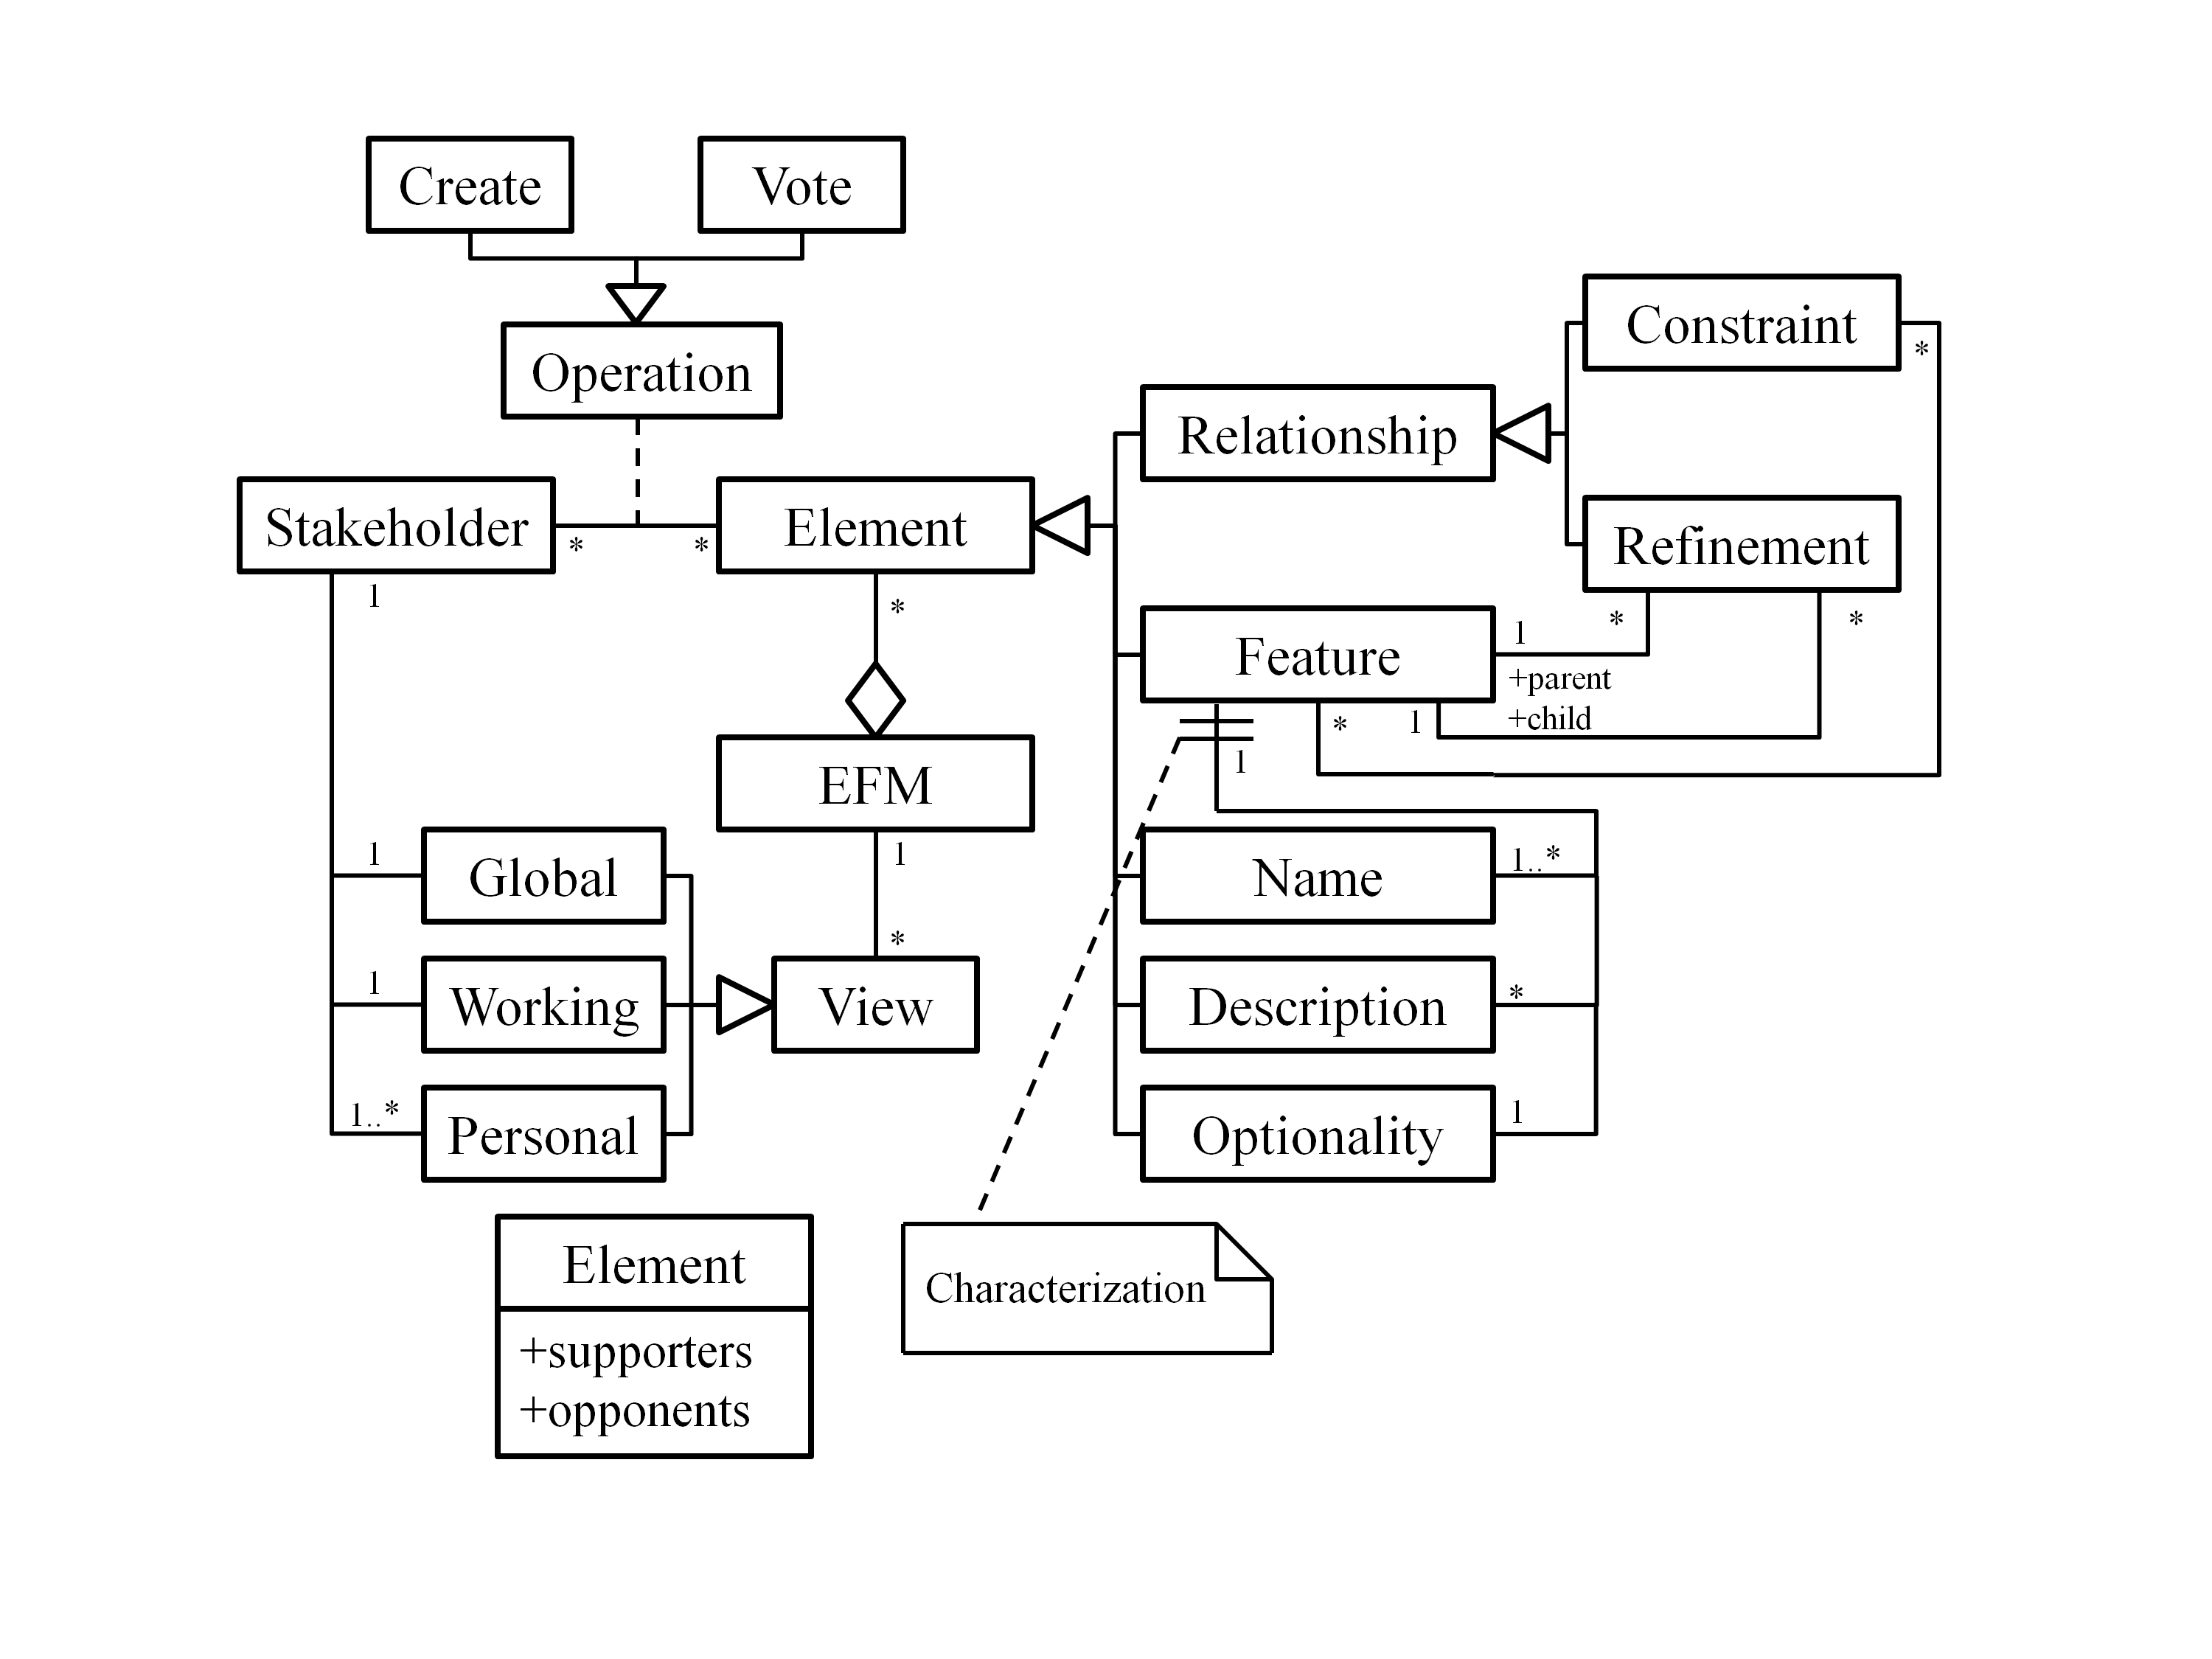 Create
Vote
Operation
Constraint
*
Relationship
Stakeholder
*
*
Element
Refinement
1
*
*
*
Feature
1
+parent
+child
*
1
1
EFM
1
Global
1
Name
1..*
*
1
Working
View
Description
*
1..*
Personal
Optionality
1
Element
+supporters
+opponents
Characterization